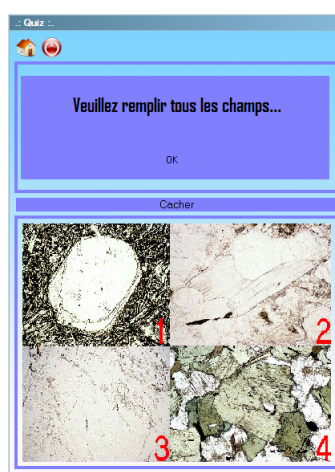 .: Quiz :.
Veuillez remplir tous les champs...
OK
Cacher
1
2
3
4